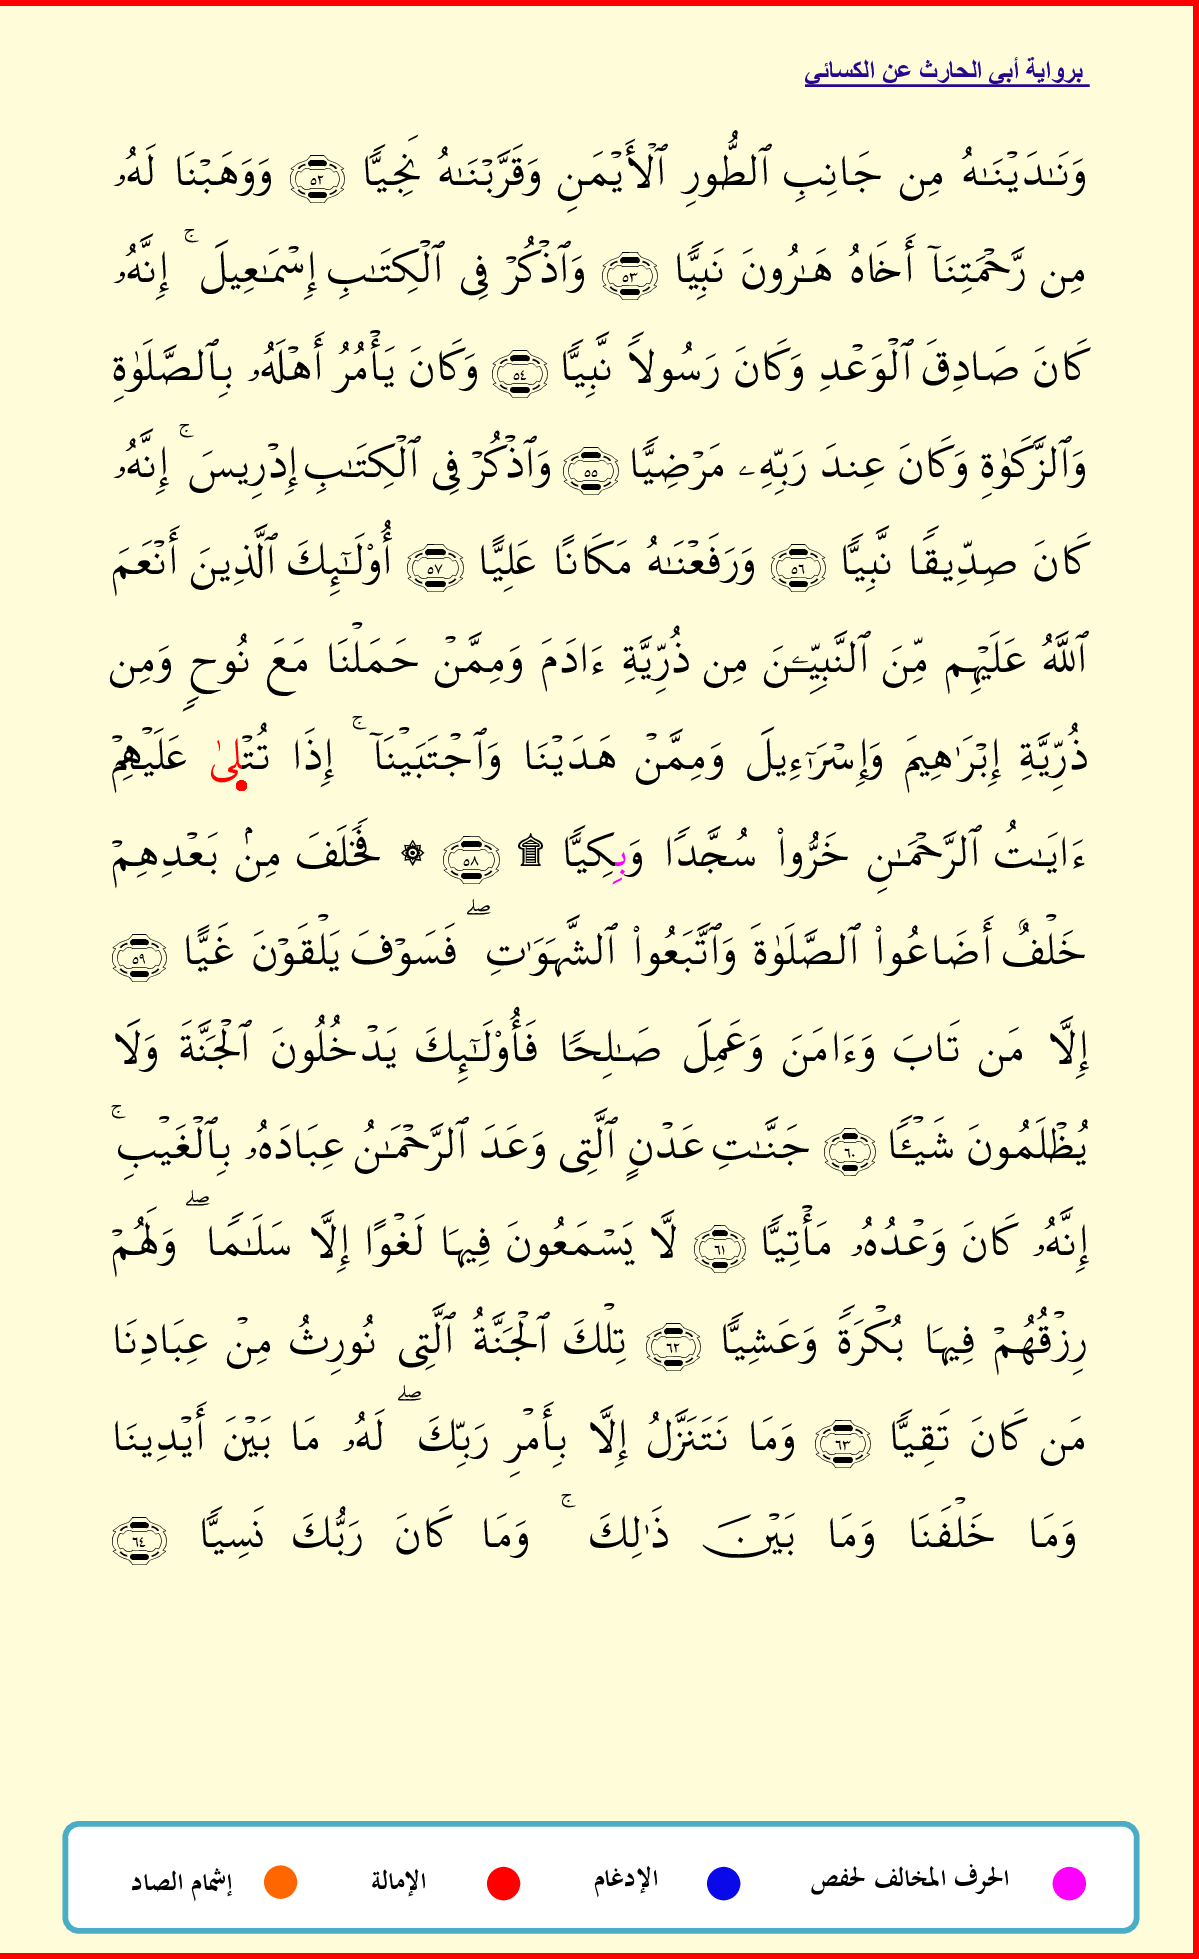 برواية أبي الحارث عن الكسائي
وَنَـٰدَيْنَـٰهُ مِن جَانِبِ ٱلطُّورِ ٱلْأَيْمَنِ وَقَرَّبْنَـٰهُ نَجِيًّا ٥٢ وَوَهَبْنَا لَهُۥ
مِن رَّحْمَتِنَآ أَخَاهُ هَـٰرُونَ نَبِيًّا ٥٣ وَٱذْكُرْ فِى ٱلْكِتَـٰبِ إِسْمَـٰعِيلَ ۚ إِنَّهُۥ
كَانَ صَادِقَ ٱلْوَعْدِ وَكَانَ رَسُولًا نَّبِيًّا ٥٤ وَكَانَ يَأْمُرُ أَهْلَهُۥ بِٱلصَّلَوٰةِ
وَٱلزَّكَوٰةِ وَكَانَ عِندَ رَبِّهِۦ مَرْضِيًّا ٥٥ وَٱذْكُرْ فِى ٱلْكِتَـٰبِ إِدْرِيسَ ۚ إِنَّهُۥ
كَانَ صِدِّيقًا نَّبِيًّا ٥٦ وَرَفَعْنَـٰهُ مَكَانًا عَلِيًّا ٥٧ أُو۟لَـٰٓئِكَ ٱلَّذِينَ أَنْعَمَ
ٱللَّهُ عَلَيْهِم مِّنَ ٱلنَّبِيِّـۧنَ مِن ذُرِّيَّةِ ءَادَمَ وَمِمَّنْ حَمَلْنَا مَعَ نُوحٍ وَمِن
ذُرِّيَّةِ إِبْرَٰهِيمَ وَإِسْرَٰٓءِيلَ وَمِمَّنْ هَدَيْنَا وَٱجْتَبَيْنَآ ۚ إِذَا تُتْلِىٰ عَلَيْهِمْ
ءَايَـٰتُ ٱلرَّحْمَـٰنِ خَرُّوا۟ سُجَّدًا وَبِكِيًّا ۩ ٥٨ ۞ فَخَلَفَ مِنۢ بَعْدِهِمْ
خَلْفٌ أَضَاعُوا۟ ٱلصَّلَوٰةَ وَٱتَّبَعُوا۟ ٱلشَّهَوَٰتِ ۖ فَسَوْفَ يَلْقَوْنَ غَيًّا ٥٩
إِلَّا مَن تَابَ وَءَامَنَ وَعَمِلَ صَـٰلِحًا فَأُو۟لَـٰٓئِكَ يَدْخُلُونَ ٱلْجَنَّةَ وَلَا
يُظْلَمُونَ شَيْـًٔا ٦٠ جَنَّـٰتِ عَدْنٍ ٱلَّتِى وَعَدَ ٱلرَّحْمَـٰنُ عِبَادَهُۥ بِٱلْغَيْبِ ۚ
إِنَّهُۥ كَانَ وَعْدُهُۥ مَأْتِيًّا ٦١ لَّا يَسْمَعُونَ فِيهَا لَغْوًا إِلَّا سَلَـٰمًا ۖ وَلَهُمْ
رِزْقُهُمْ فِيهَا بُكْرَةً وَعَشِيًّا ٦٢ تِلْكَ ٱلْجَنَّةُ ٱلَّتِى نُورِثُ مِنْ عِبَادِنَا
مَن كَانَ تَقِيًّا ٦٣ وَمَا نَتَنَزَّلُ إِلَّا بِأَمْرِ رَبِّكَ ۖ لَهُۥ مَا بَيْنَ أَيْدِينَا
وَمَا خَلْفَنَا وَمَا بَيْنَ ذَٰلِكَ ۚ وَمَا كَانَ رَبُّكَ نَسِيًّا ٦٤
الحرف المخالف لحفص الإدغام الإمالة إشمام الصاد